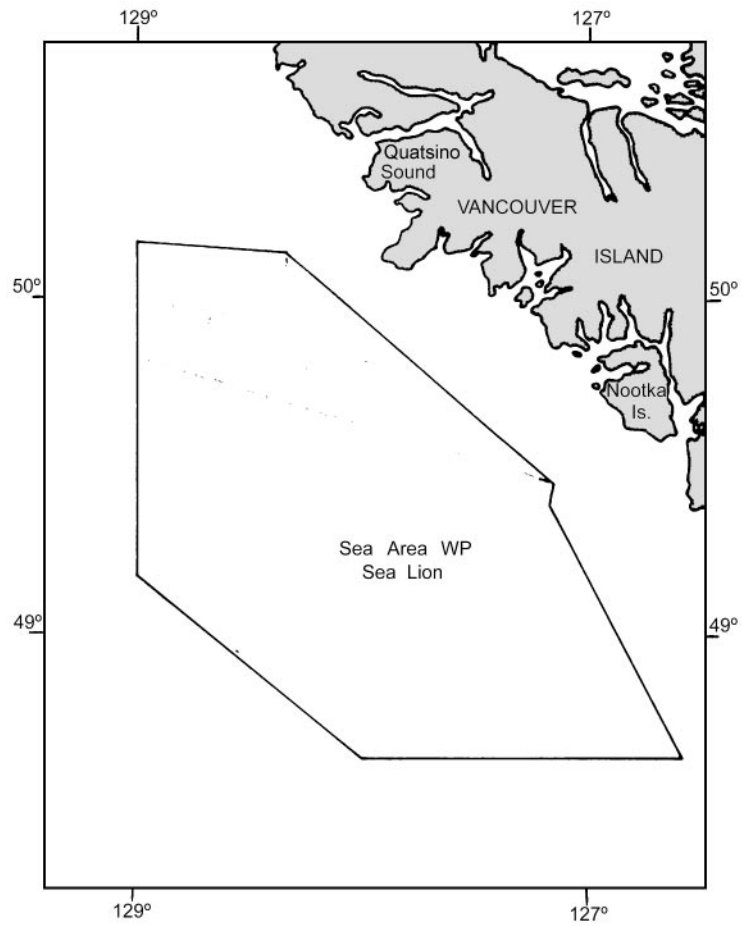 129º
127º
Quatsino
Sound
VANCOUVER
ISLAND
50º
50º
Nootka
Is.
Sea Area WP
Sea Lion
49º
49º
129º
127º